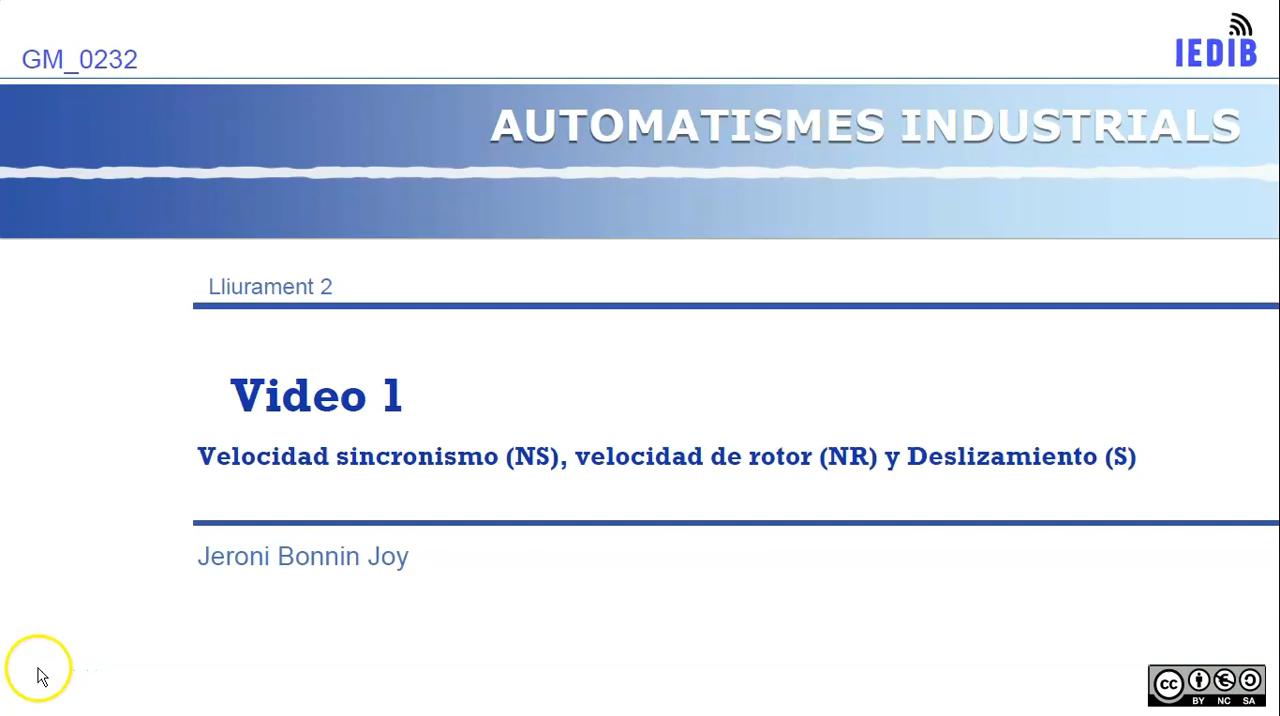 GM_0232
IEDIB
AUTOMATISMES INDUSTRIALS
Lliurament 2
Video 1
Velocidad sincronismo (NS), velocidad de rotor (NR) y Deslizamiento (S)
Jeroni Bonnin Joy
CC BY NC SA